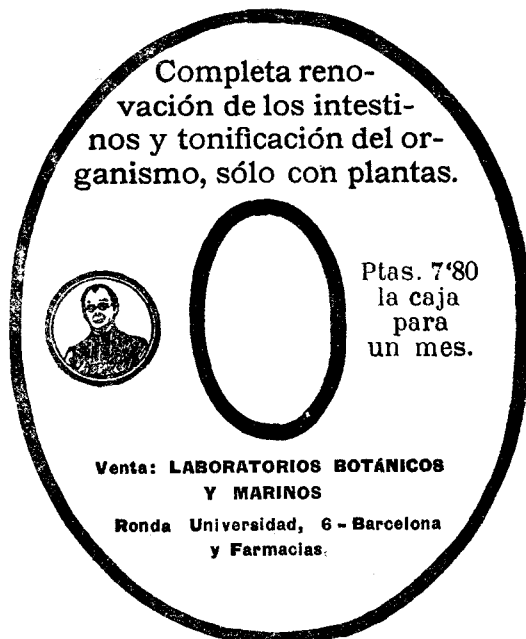 Completa reno-
vación de los intesti-
nos y tonificación del or-
ganismo, sólo con plantas.
Ptas. 7'80
la caja
para
un mes.
Venta: LABORATORIOS BOTÁNICOS
Y MARINOS
Ronda Universidad, 6 - Barcelona
y Farmacias.